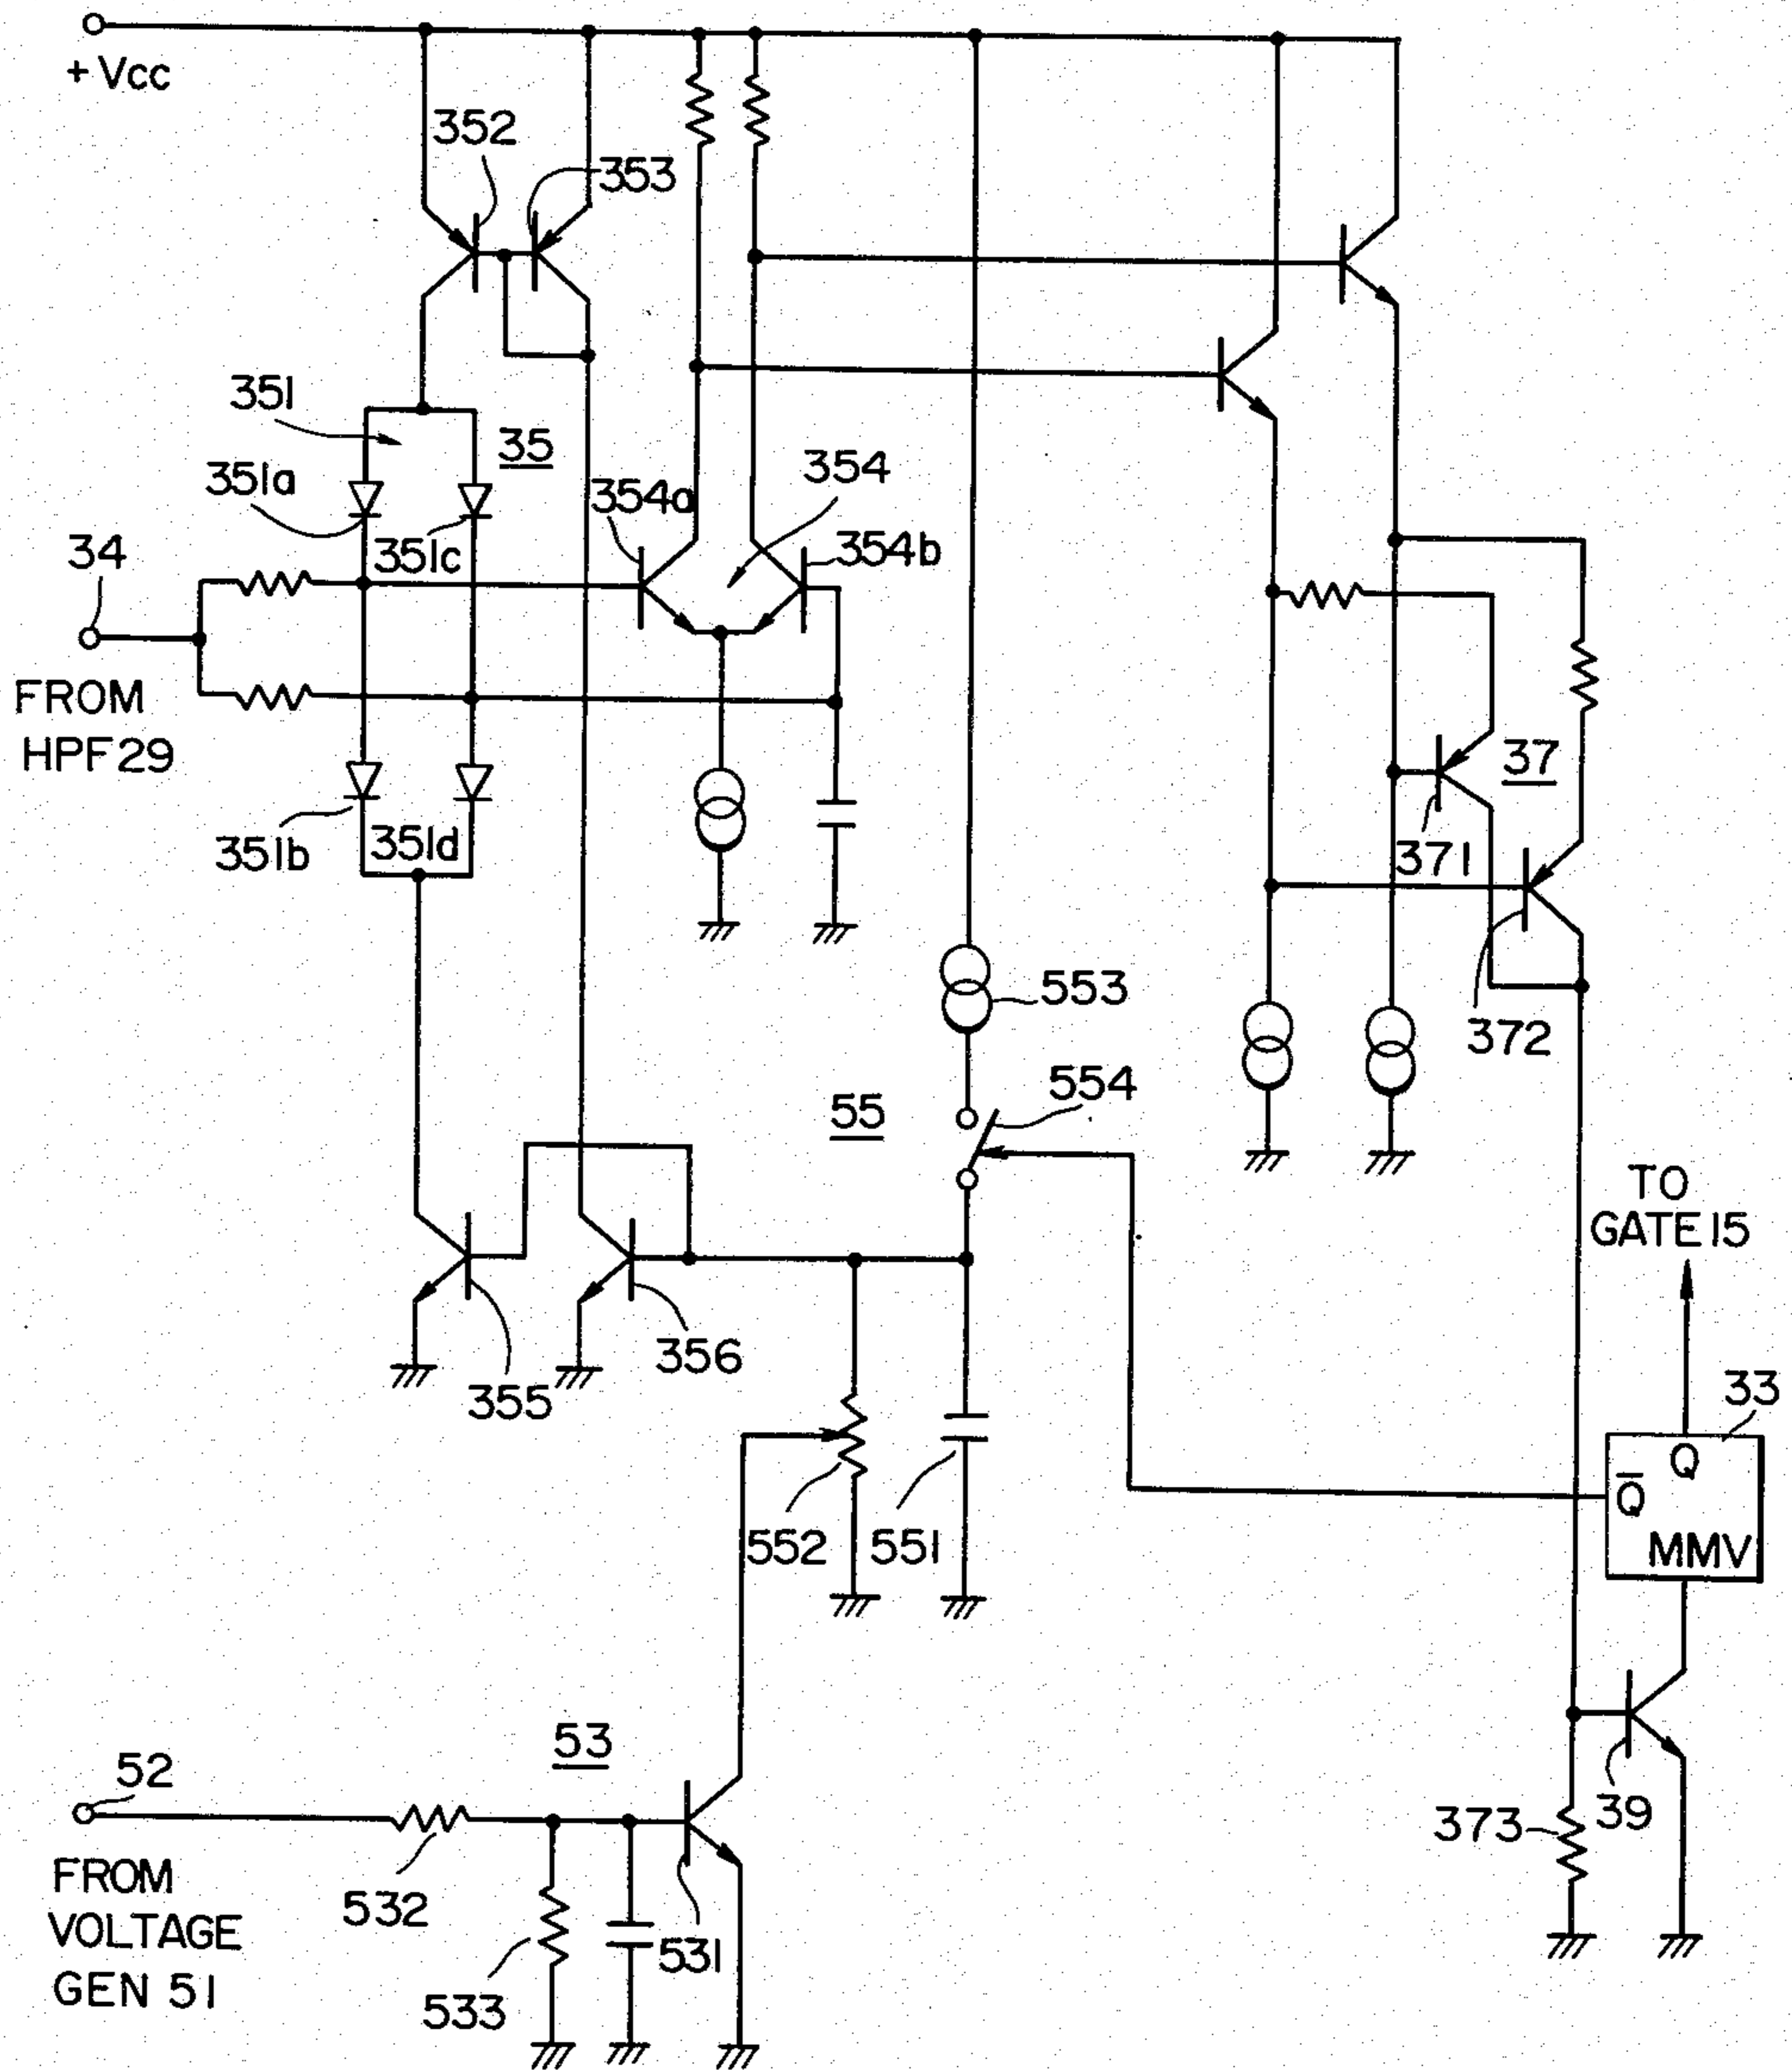 + Vcc
352
353
351
35
351a
354
354a
351c
354b
34
FROM
HPF 29
37
351b
351d
371
553
372
554
55
TO
GATE 15
356
355
33
Q
Q̅
552
551
MMV
53
52
373
39
FROM
VOLTAGE
GEN 51
532
531
533